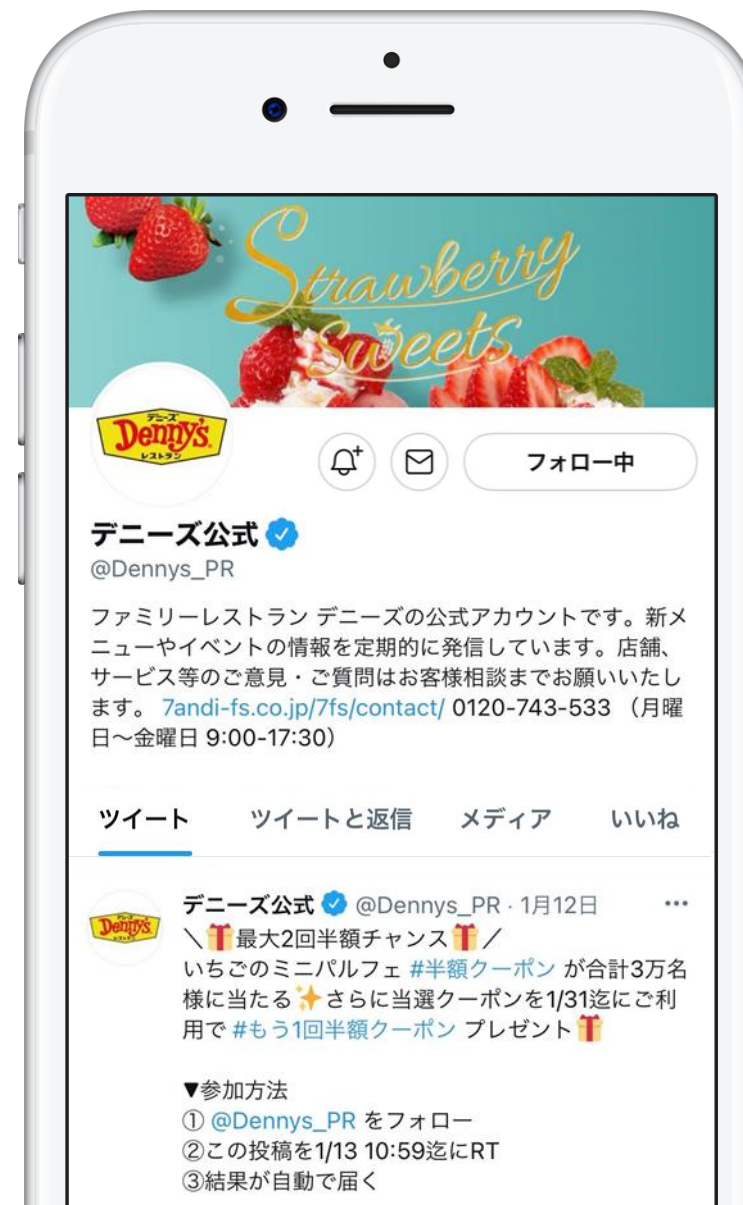 Strawberry
Sweets
デニーズ
Denny's
レストラン
フォロー中
デニーズ公式
@Dennys_PR
ファミリーレストラン デニーズの公式アカウントです。新メ
ニューやイベントの情報を定期的に発信しています。店舗、
サービス等のご意見・ご質問はお客様相談までお願いいたし
ます。 7andi-fs.co.jp/7fs/contact/ 0120-743-533 （月曜
日〜金曜日 9:00-17:30）
ツイート ツイートと返信 メディア いいね
デニーズ
Denny's
レストラン
デニーズ公式 @Dennys_PR · 1月12日
＼🎁最大2回半額チャンス🎁／
いちごのミニパルフェ #半額クーポン が合計3万名
様に当たる✨さらに当選クーポンを1/31迄にご利
用で #もう1回半額クーポン プレゼント🎁
▼参加方法
① @Dennys_PR をフォロー
②この投稿を1/13 10:59迄にRT
③結果が自動で届く